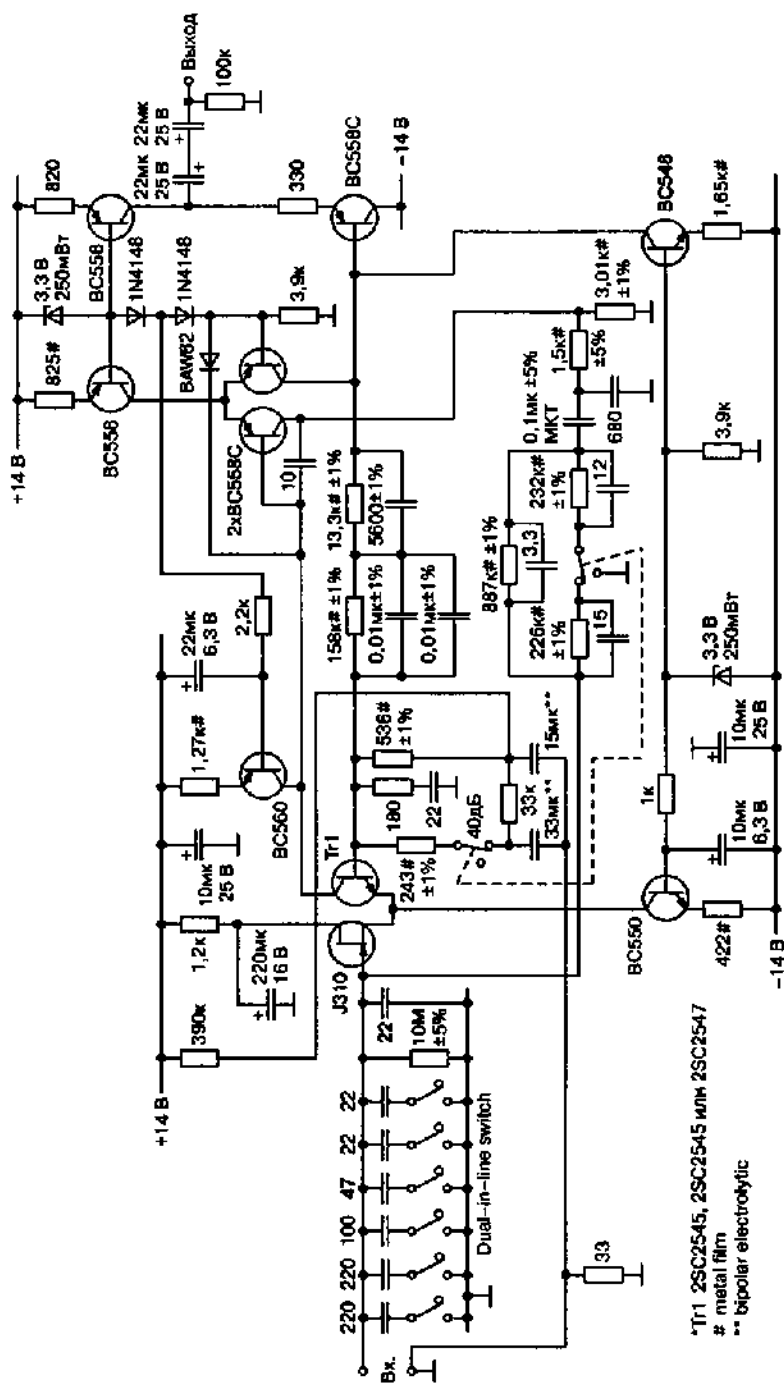 +14 В
390к
220мк
16 В
1,2к
10мк
25 В
BC560
1,27к#
22мк
6,3 В
2,2к
+14 В
825#
BC558
3,3 В
250мВт
1N4148
1N4148
BC558
820
22мк
25 В
22мк
25 В
Выход
100к
BAW62
2xBC558C
10
3,9к
330
BC558C
−14 В
Вх.
220
220
100
47
22
22
Dual-in-line switch
22
10М
±5%
J310
Tr1
243#
±1%
180
22
536#
±1%
40дБ
33к
33мк**
15мк**
158к# ±1%
0,01мк±1%
0,01мк±1%
13,3к# ±1%
5600±1%
887к# ±1%
3,3
226к#
±1%
15
232к#
±1%
12
0,1мк ±5%
МКТ
680
1,5к#
±5%
3,01к#
±1%
33
BC550
422#
10мк
6,3 В
1к
10мк
25 В
3,3 В
250мВт
3,9к
BC548
1,65к#
−14 В
*Tr1 2SC2545, 2SC2545 или 2SC2547
# metal film
** bipolar electrolytic